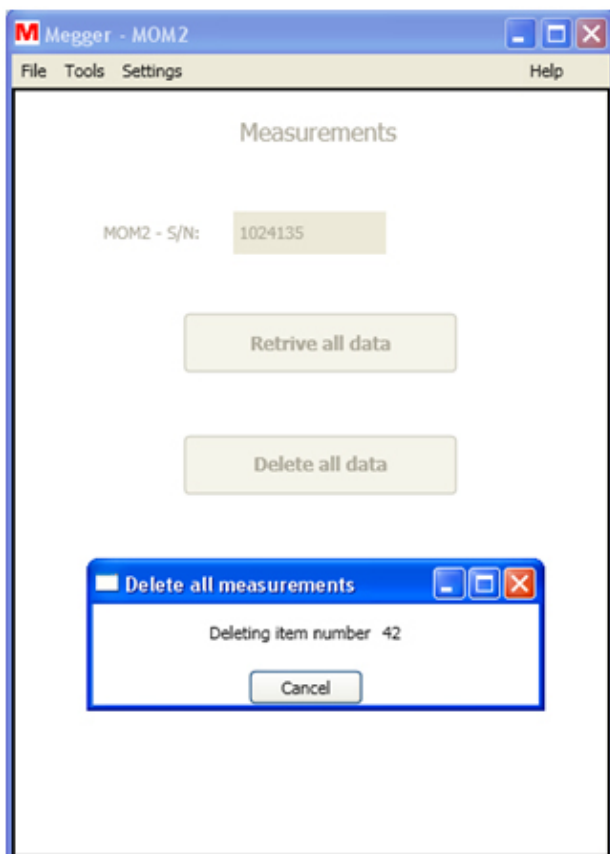 M Megger - MOM2
File Tools Settings Help
Measurements
MOM2 - S/N: 1024135
Retrive all data
Delete all data
Delete all measurements
Deleting item number 42
Cancel